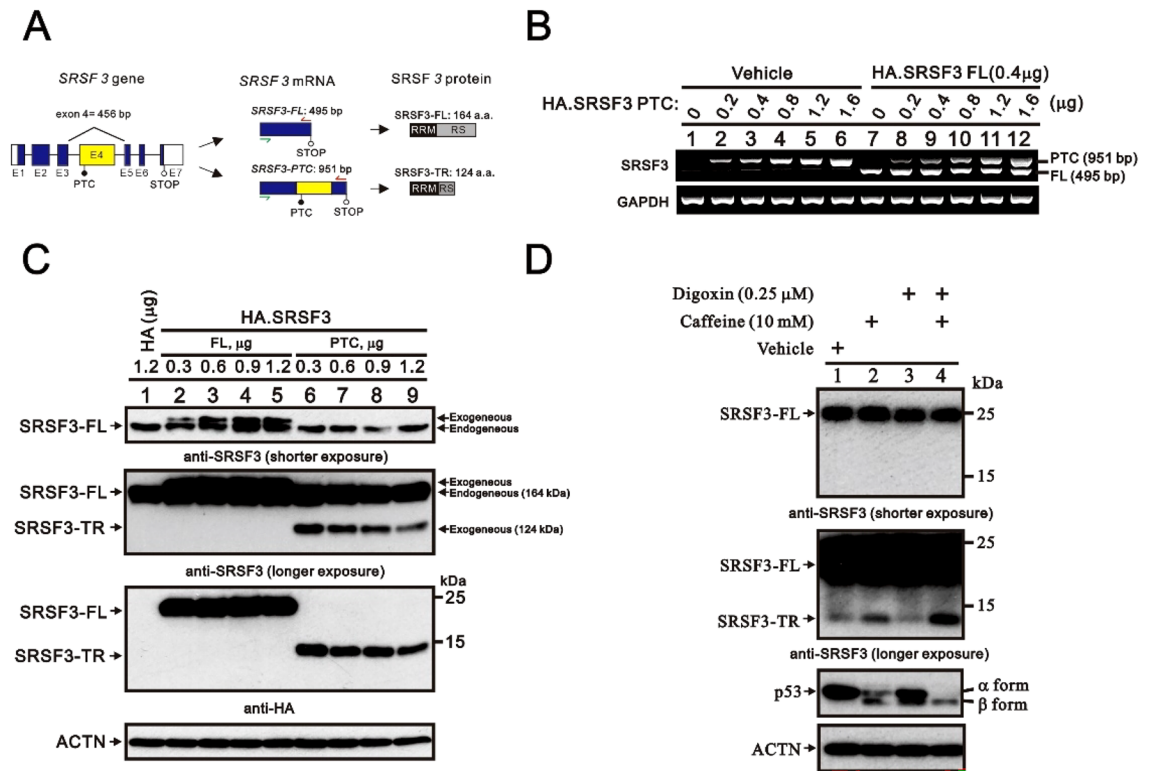 A
SRSF 3 gene
SRSF 3 mRNA
SRSF 3 protein
exon 4= 456 bp
SRSF3-FL: 495 bp
SRSF3-FL: 164 a.a.
RRM RS
STOP
E4
SRSF3-PTC: 951 bp
SRSF3-TR: 124 a.a.
RRM RS
E1 E2 E3 E5 E6 E7
PTC STOP
PTC STOP
B
Vehicle HA.SRSF3 FL(0.4µg)
HA.SRSF3 PTC: 0 0.2 0.4 0.8 1.2 1.6 0 0.2 0.4 0.8 1.2 1.6 (µg)
1 2 3 4 5 6 7 8 9 10 11 12
SRSF3
PTC (951 bp)
FL (495 bp)
GAPDH
C
HA (µg)
HA.SRSF3
FL, µg PTC, µg
1.2 0.3 0.6 0.9 1.2 0.3 0.6 0.9 1.2
1 2 3 4 5 6 7 8 9
SRSF3-FL
Exogeneous
Endogeneous
anti-SRSF3 (shorter exposure)
SRSF3-FL
Exogeneous
Endogeneous (164 kDa)
SRSF3-TR
Exogeneous (124 kDa)
anti-SRSF3 (longer exposure)
kDa
SRSF3-FL
25
SRSF3-TR
15
anti-HA
ACTN
D
Digoxin (0.25 µM) + +
Caffeine (10 mM) + +
Vehicle +
1 2 3 4 kDa
SRSF3-FL
25
15
anti-SRSF3 (shorter exposure)
25
SRSF3-FL
15
SRSF3-TR
anti-SRSF3 (longer exposure)
p53
α form
β form
ACTN